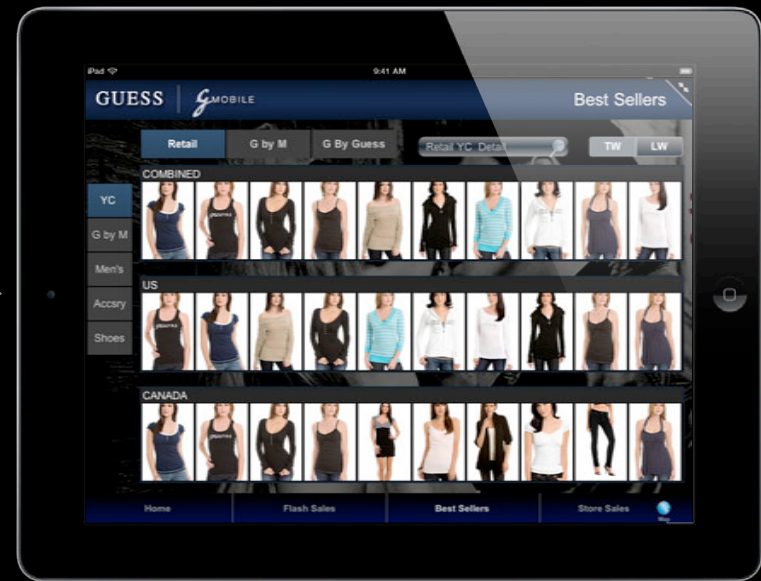 iPad 9:41 AM
GUESS G MOBILE Best Sellers
Retail G by M G By Guess Retail YC Detail TW LW
COMBINED
YC
G by M
Men's
Accsry
Shoes
US
CANADA
Home Flash Sales Best Sellers Store Sales Map